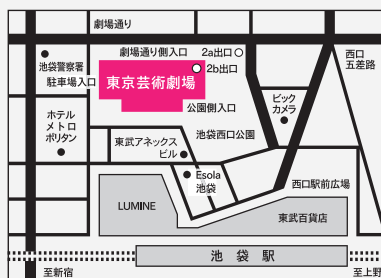 劇場通り
劇場通り側入口
2a出口
西口
五差路
池袋警察署
2b出口
駐車場入口
東京芸術劇場
公園側入口
ビック
カメラ
ホテル
メトロ
ポリタン
池袋西口公園
東武アネックス
ビル
Esola
池袋
西口駅前広場
LUMINE
東武百貨店
池袋駅
至新宿
至上野